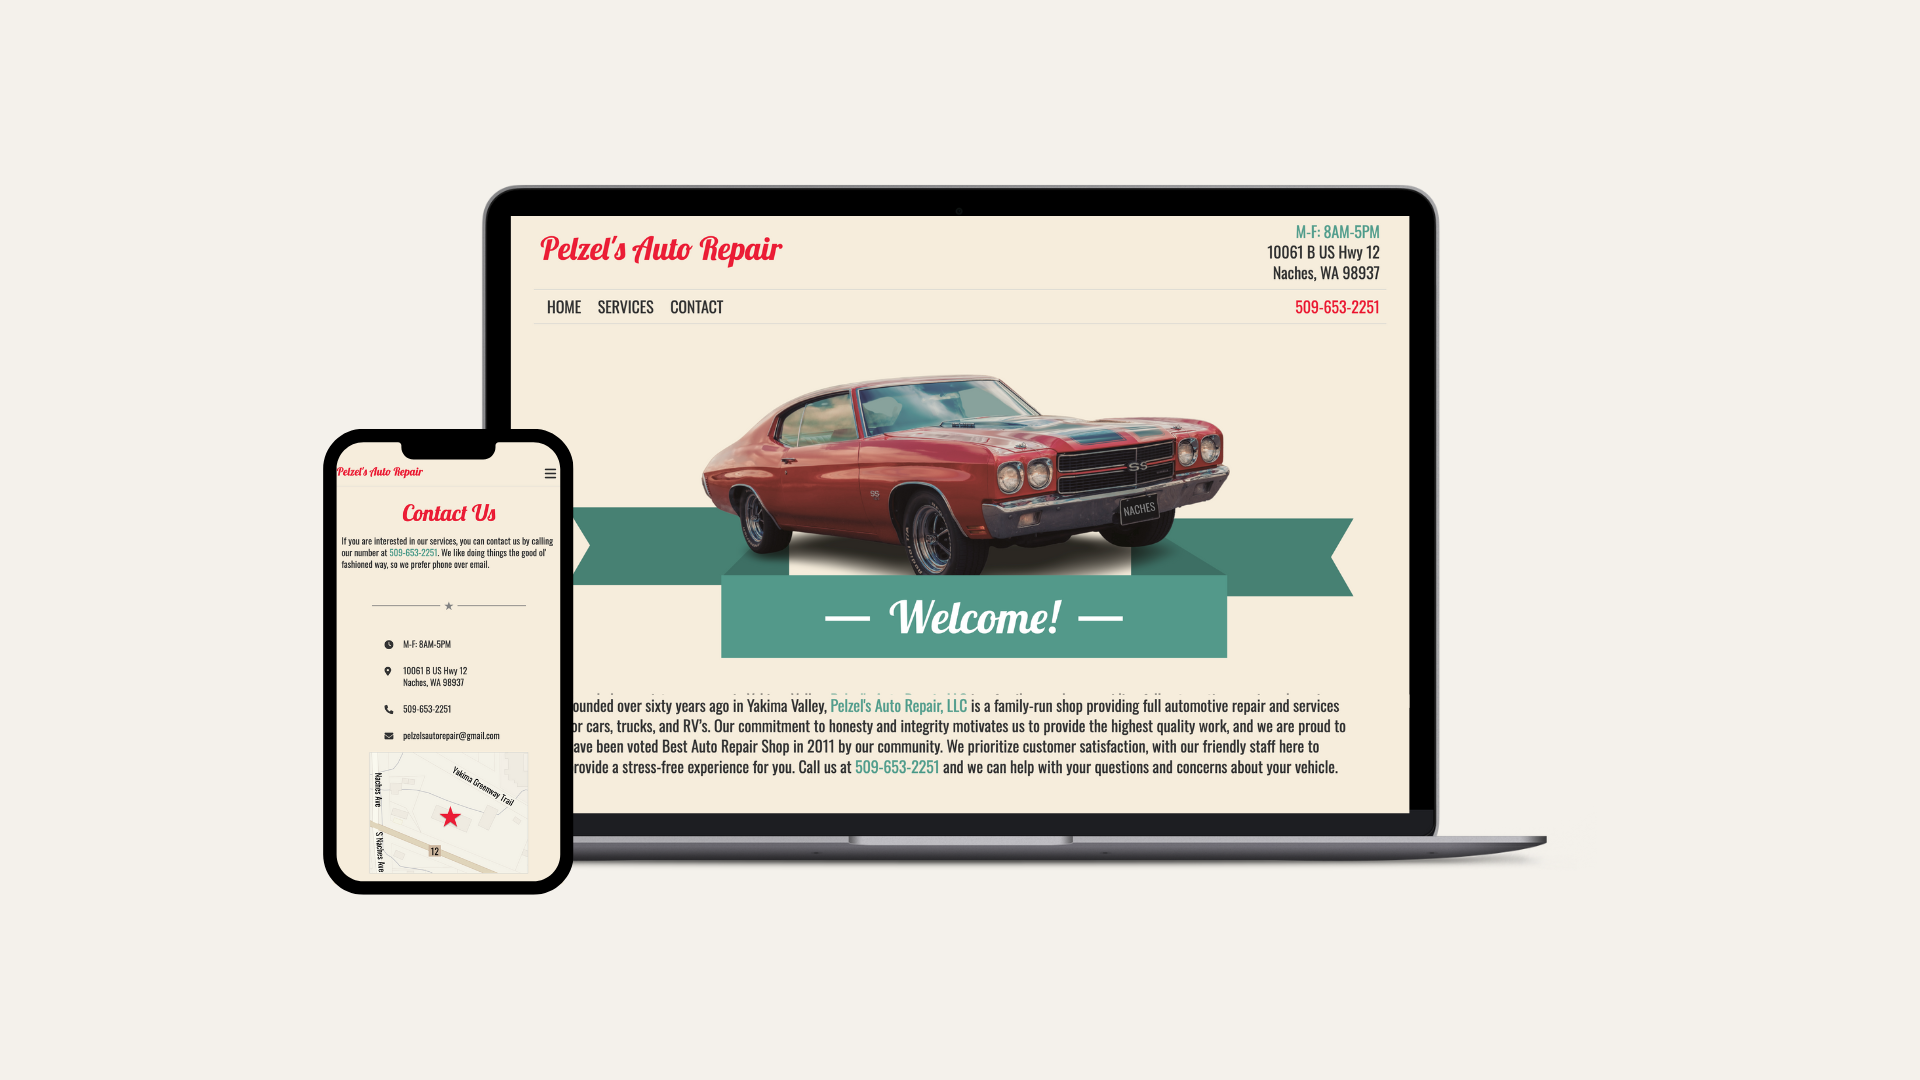 Pelzel's Auto Repair
M-F: 8AM-5PM
10061 B US Hwy 12
Naches, WA 98937
HOME SERVICES CONTACT
509-653-2251
SS
SS
NACHES
Welcome!
ounded over sixty years ago in Yakima Valley, Pelzel's Auto Repair, LLC is a family-run shop providing full automotive repair and services
or cars, trucks, and RV's. Our commitment to honesty and integrity motivates us to provide the highest quality work, and we are proud to
ave been voted Best Auto Repair Shop in 2011 by our community. We prioritize customer satisfaction, with our friendly staff here to
rovide a stress-free experience for you. Call us at 509-653-2251 and we can help with your questions and concerns about your vehicle.
Pelzel's Auto Repair
Contact Us
If you are interested in our services, you can contact us by calling
our number at 509-653-2251. We like doing things the good ol'
fashioned way, so we prefer phone over email.
M-F: 8AM-5PM
10061 B US Hwy 12
Naches, WA 98937
509-653-2251
pelzelsautorepair@gmail.com
Naches Ave
Yakima Greenway Trail
S Naches Ave
12